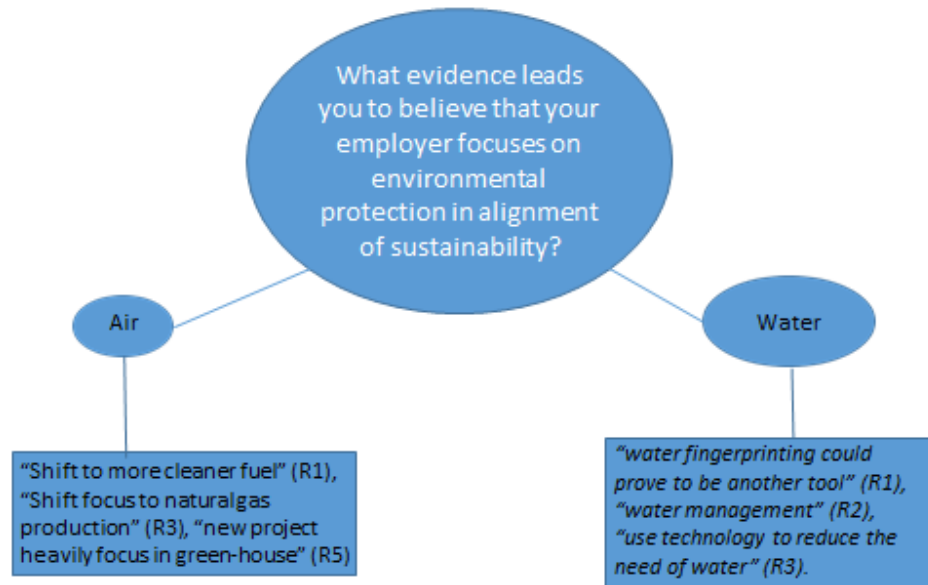 What evidence leads
you to believe that your
employer focuses on
environmental
protection in alignment
of sustainability?
Air
Water
“Shift to more cleaner fuel” (R1),
“Shift focus to naturalgas
production” (R3), “new project
heavily focus in green-house” (R5)
“water fingerprinting could
prove to be another tool” (R1),
“water management” (R2),
“use technology to reduce the
need of water” (R3).